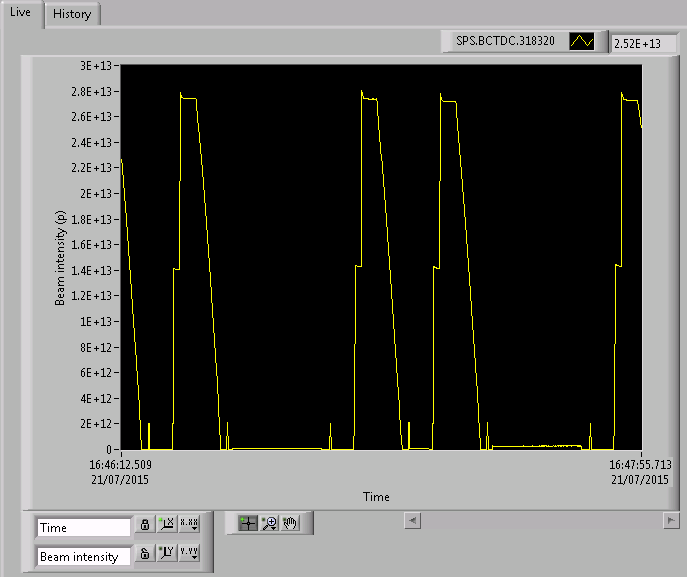 Live History
SPS.BCTDC.318320 2.52E+13
3E+13
2.8E+13
2.6E+13
2.4E+13
2.2E+13
2E+13
1.8E+13
1.6E+13
1.4E+13
1.2E+13
1E+13
8E+12
6E+12
4E+12
2E+12
0
Beam intensity (p)
16:46:12.509 16:47:55.713
21/07/2015 21/07/2015
Time
Time X X.XX
Beam intensity Y Y.YY